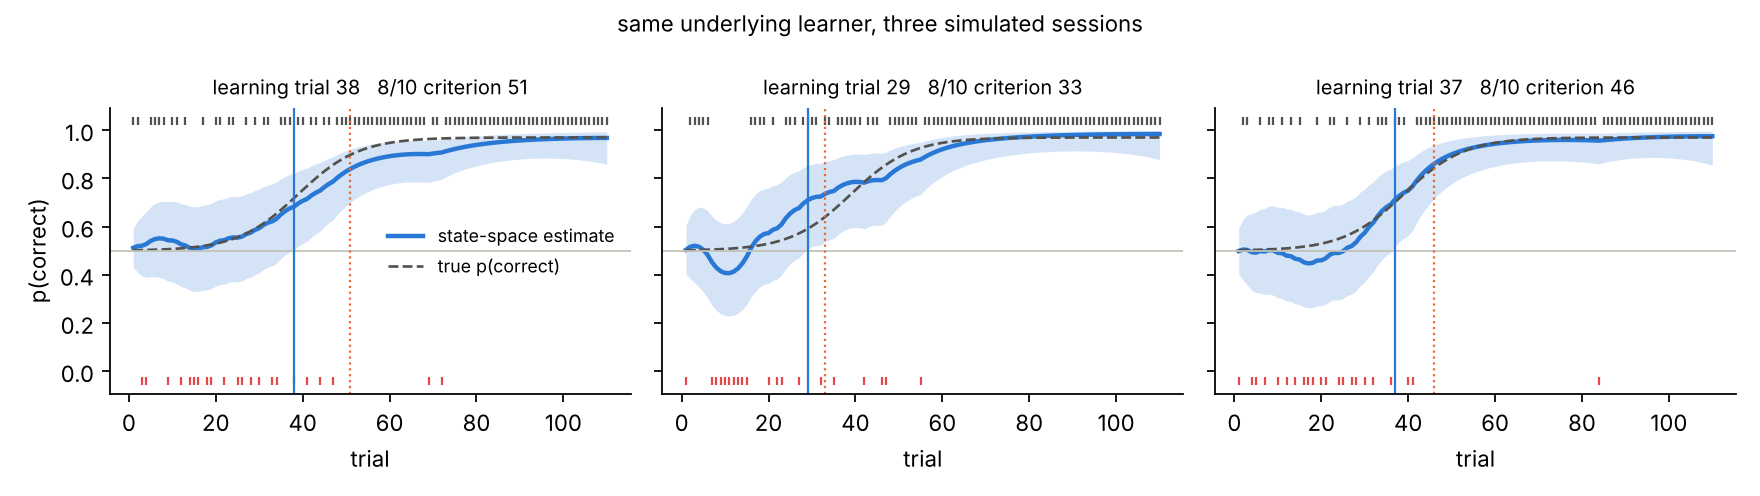 same underlying learner, three simulated sessions
learning trial 38   8/10 criterion 51
learning trial 29   8/10 criterion 33
learning trial 37   8/10 criterion 46
p(correct)
1.0
0.8
0.6
0.4
0.2
0.0
state-space estimate
true p(correct)
0 20 40 60 80 100
0 20 40 60 80 100
0 20 40 60 80 100
trial
trial
trial